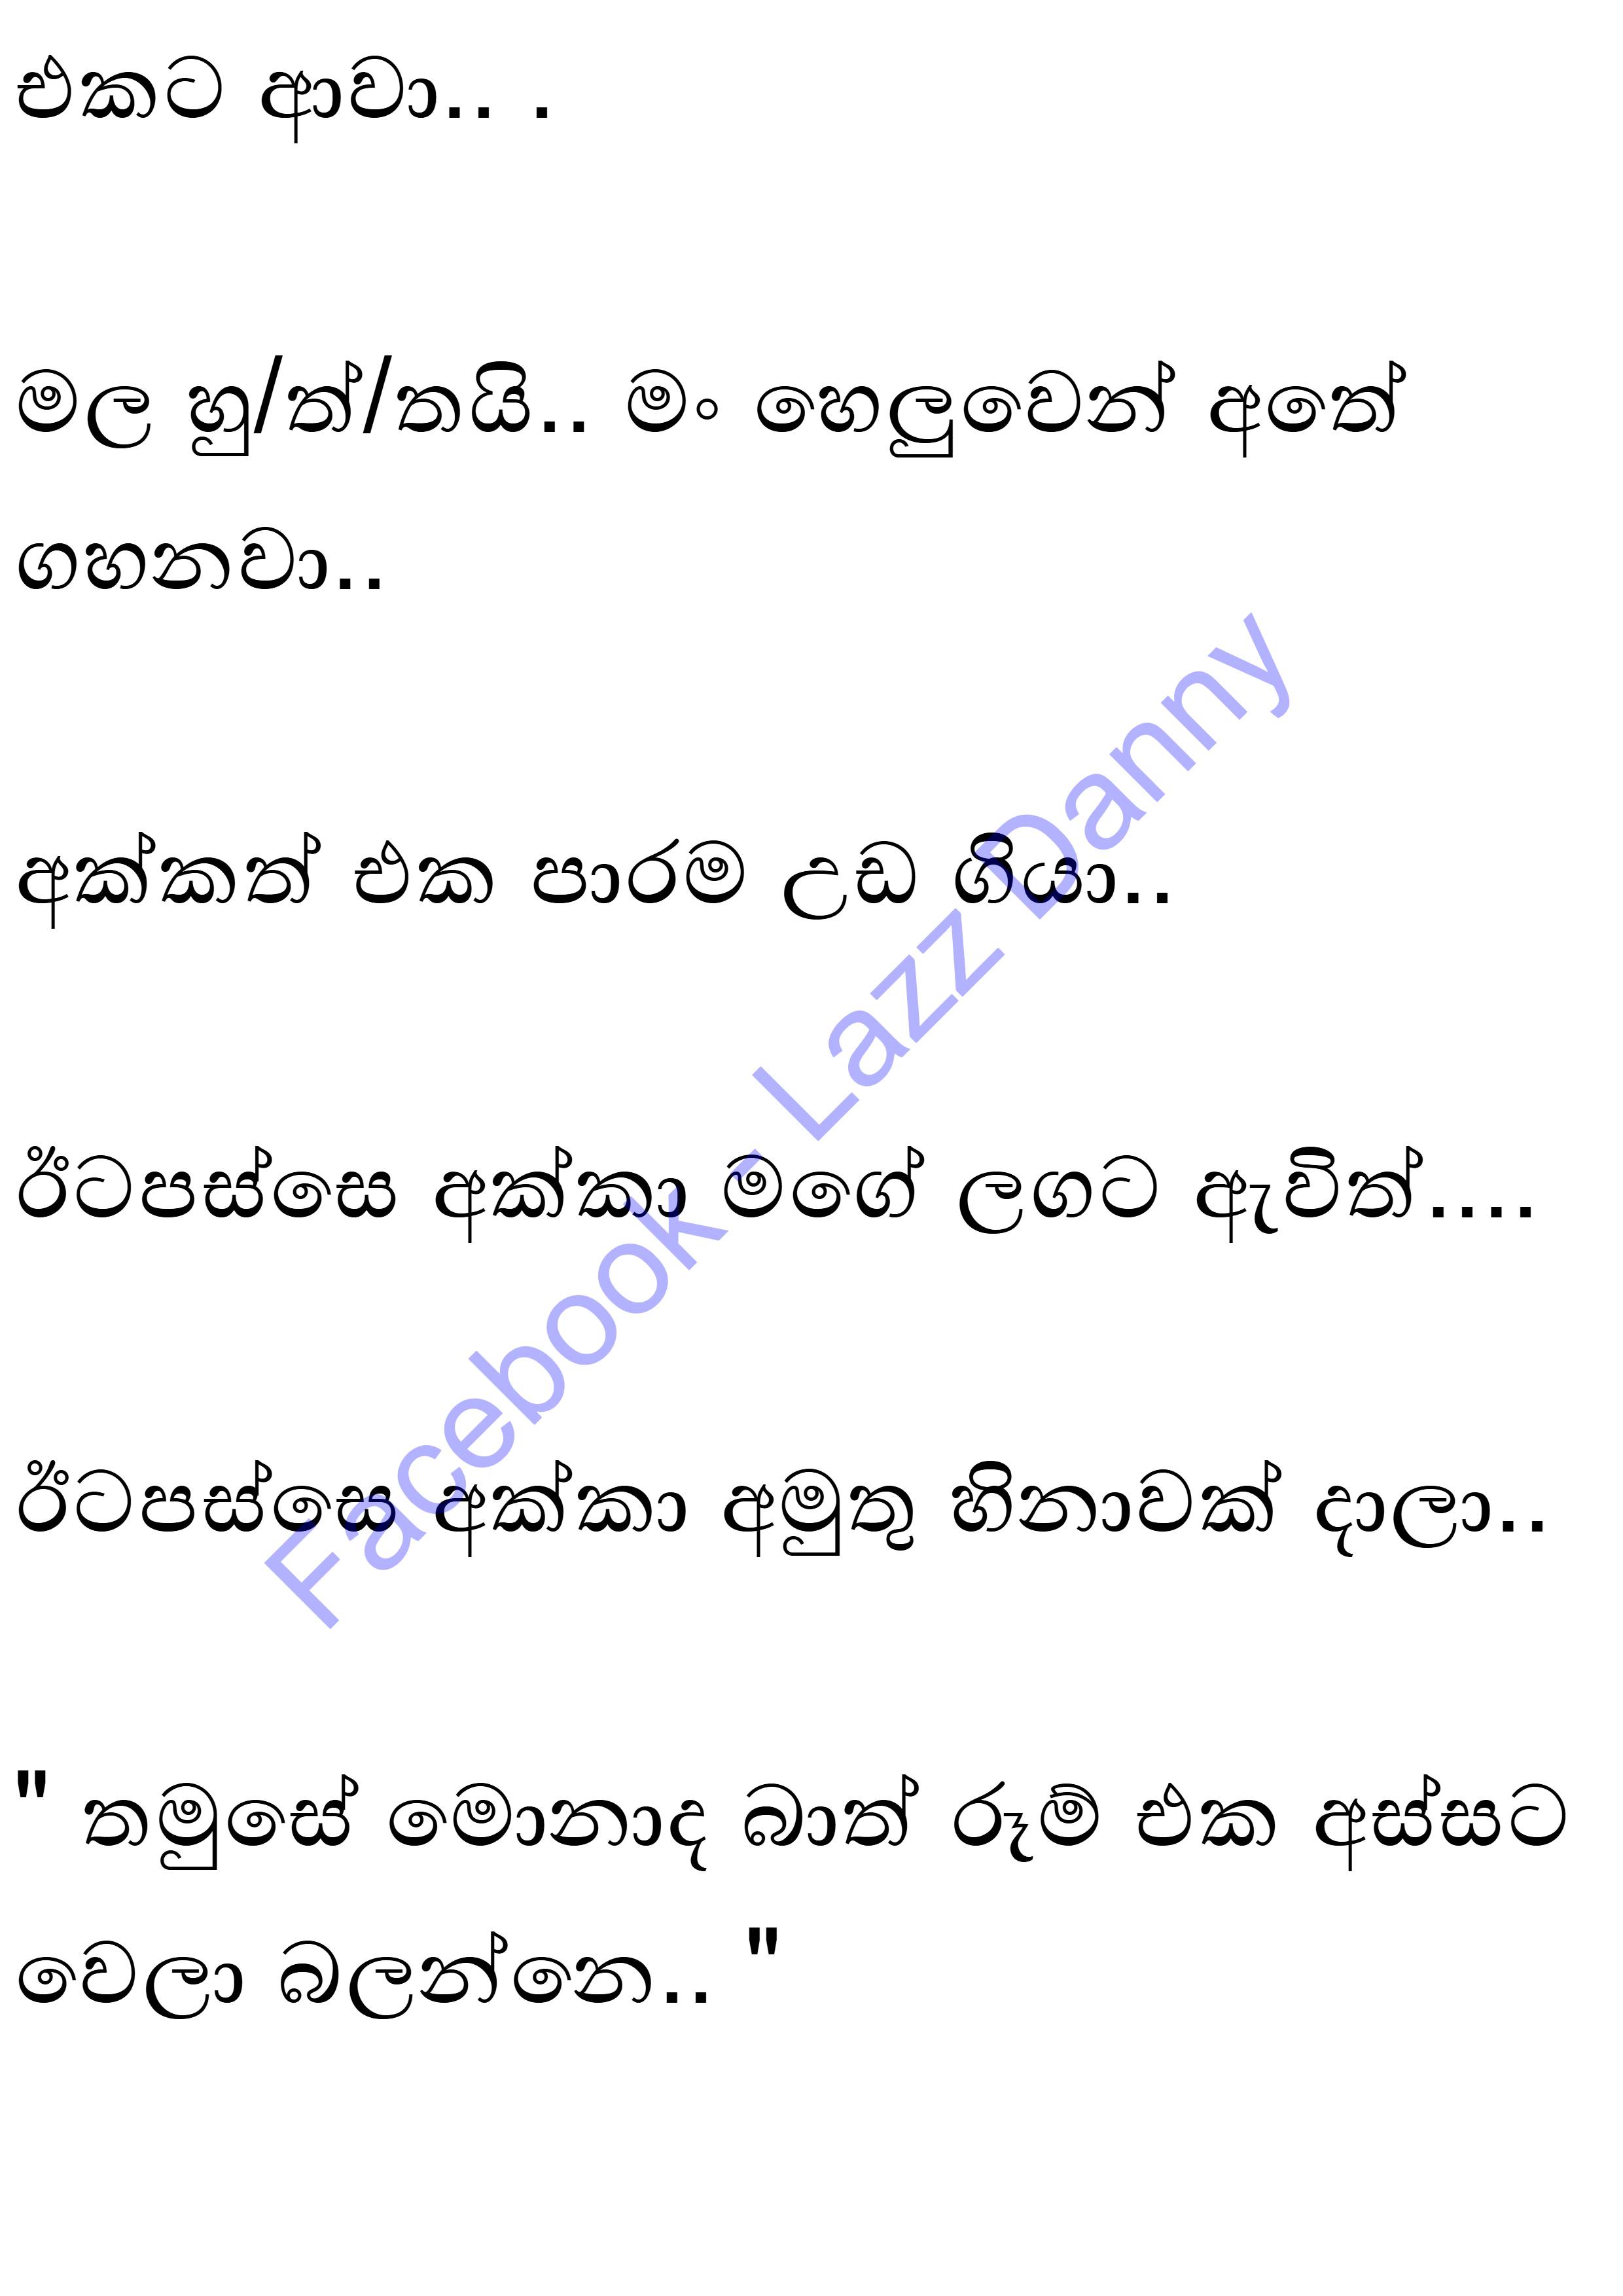 එකට ආවා.. .
මල හු/ත්/තයි.. මං හෙලුවෙන් අතේ
ගහනවා..
අක්කත් එක පාරම උඩ ගියා..
ඊටපස්සෙ අක්කා මගේ ලගට ඇවිත්....
ඊටපස්සෙ අක්කා අමුතු හිනාවක් දාලා..
" තමුසේ මොනාද බාත් රූම් එක අස්සට
වෙලා බලන්නෙ.. "
Facebook - Lazz Danny